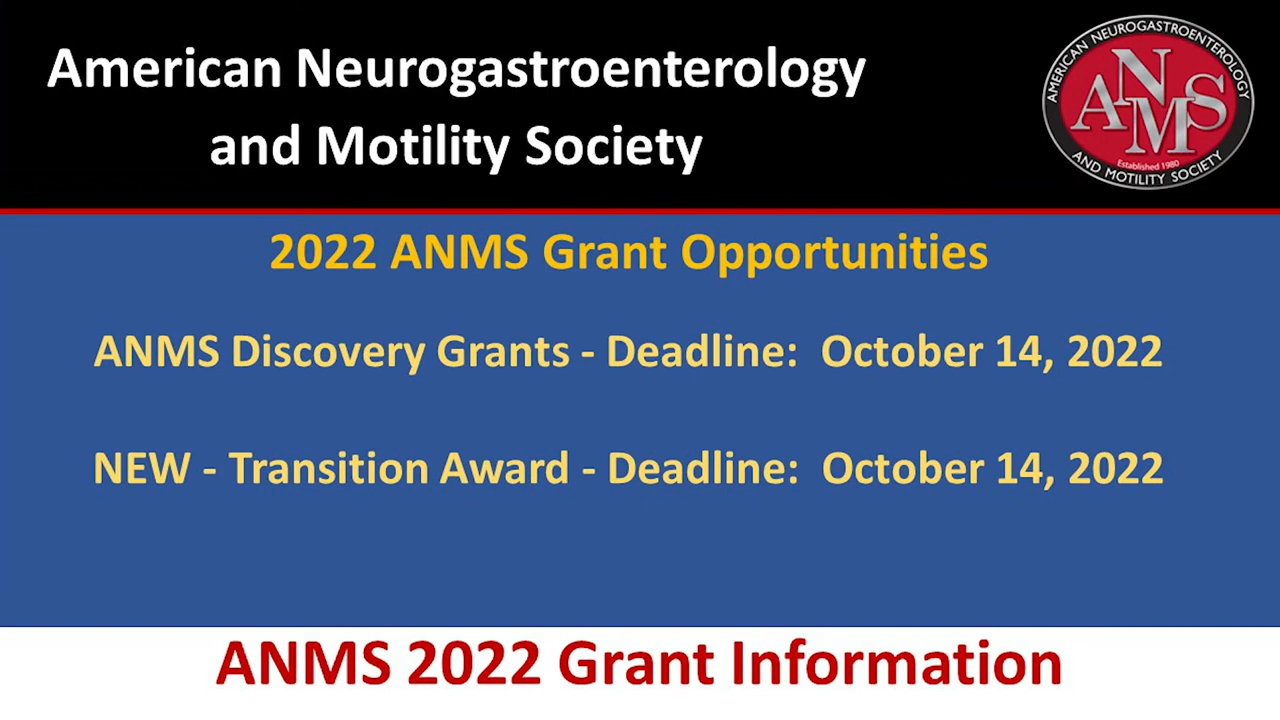 American Neurogastroenterology
and Motility Society
AMERICAN NEUROGASTROENTEROLOGY
ANMS
Established 1980
AND MOTILITY SOCIETY
2022 ANMS Grant Opportunities
ANMS Discovery Grants - Deadline:  October 14, 2022
NEW - Transition Award - Deadline:  October 14, 2022
ANMS 2022 Grant Information